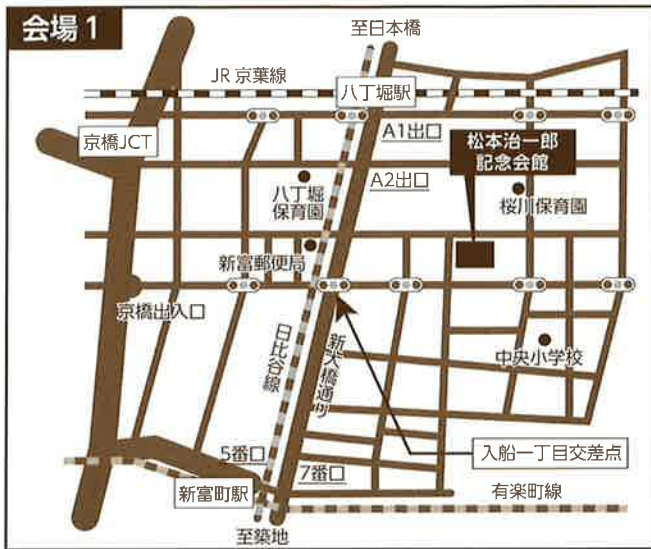 会場1
至日本橋
JR 京葉線
八丁堀駅
京橋JCT
A1出口
松本治一郎
記念会館
A2出口
八丁堀
保育園
桜川保育園
新富郵便局
京橋出入口
日比谷線
新大橋通り
中央小学校
5番口
7番口
入船一丁目交差点
新富町駅
有楽町線
至築地